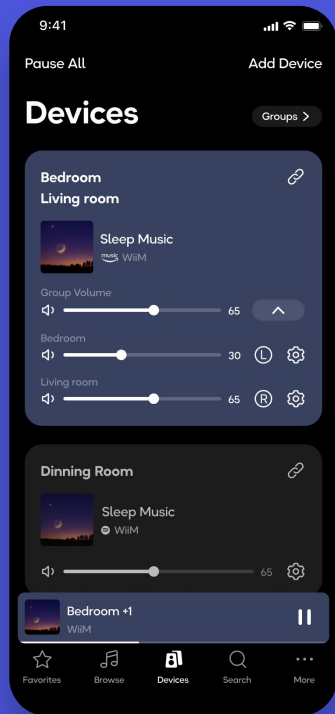 9:41
Pause All
Add Device
Devices
Groups >
Bedroom
Living room
Sleep Music
music WiiM
Group Volume
65
Bedroom
30 L
Living room
65 R
Dinning Room
Sleep Music
WiiM
65
Bedroom +1
WiiM
Favorites Browse Devices Search More